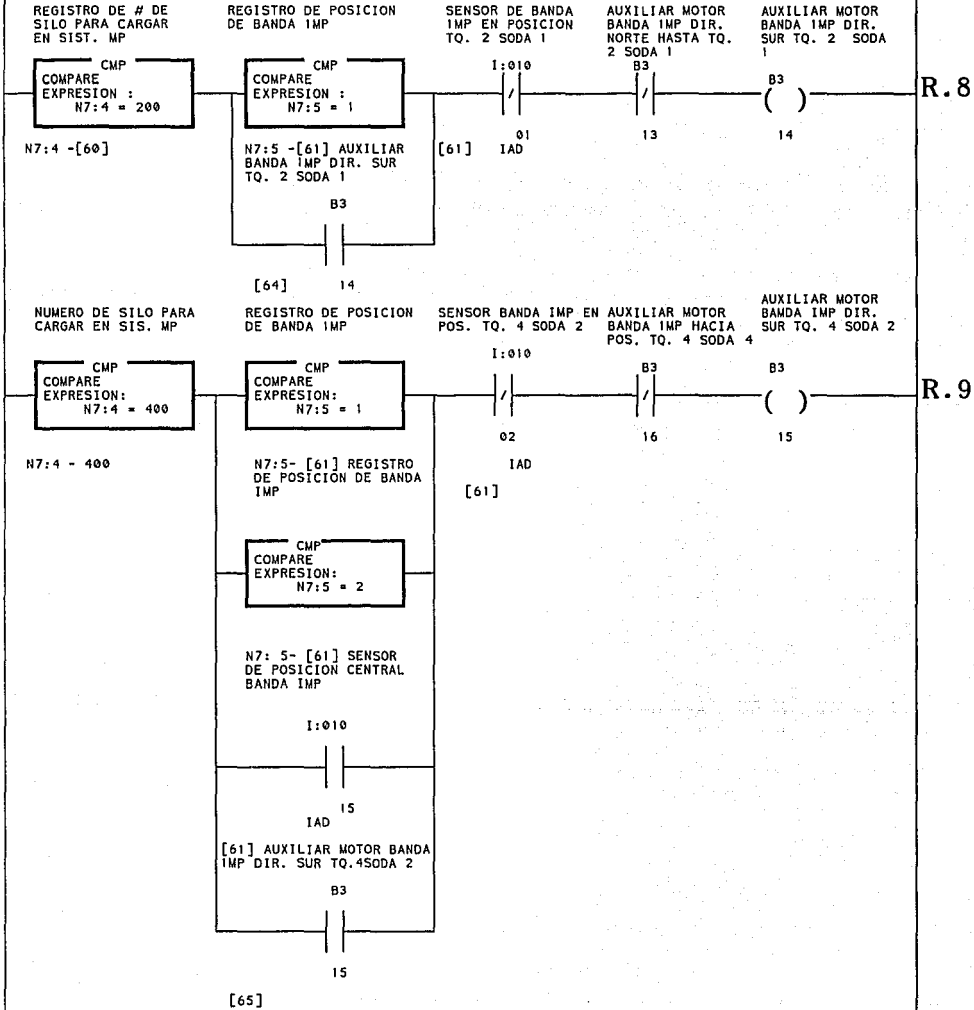 REGISTRO DE # DE
SILO PARA CARGAR
EN SIST. MP
REGISTRO DE POSICION
DE BANDA 1MP
SENSOR DE BANDA
1MP EN POSICION
TQ. 2 SODA 1
AUXILIAR MOTOR
BANDA 1MP DIR.
NORTE HASTA TQ.
2 SODA 1
AUXILIAR MOTOR
BANDA 1MP DIR.
SUR TQ. 2 SODA
1
CMP
COMPARE
EXPRESION :
N7:4 = 200
CMP
COMPARE
EXPRESION :
N7:5 = 1
I:010
01
IAD
B3
13
B3
14
R.8
N7:4 -[60]
N7:5 -[61] AUXILIAR
BANDA 1MP DIR. SUR
TQ. 2 SODA 1
[61]
B3
14
[64]
NUMERO DE SILO PARA
CARGAR EN SIS. MP
REGISTRO DE POSICION
DE BANDA 1MP
SENSOR BANDA IMP EN
POS. TQ. 4 SODA 2
AUXILIAR MOTOR
BANDA 1MP HACIA
POS. TQ. 4 SODA 4
AUXILIAR MOTOR
BAMDA IMP DIR.
SUR TQ. 4 SODA 2
CMP
COMPARE
EXPRESION:
N7:4 = 400
CMP
COMPARE
EXPRESION:
N7:5 = 1
I:010
02
IAD
B3
16
B3
15
R.9
N7:4 - 400
N7:5- [61] REGISTRO
DE POSICION DE BANDA
IMP
[61]
CMP
COMPARE
EXPRESION:
N7:5 = 2
N7: 5- [61] SENSOR
DE POSICION CENTRAL
BANDA IMP
I:010
15
IAD
[61] AUXILIAR MOTOR BANDA
1MP DIR. SUR TQ.4SODA 2
B3
15
[65]